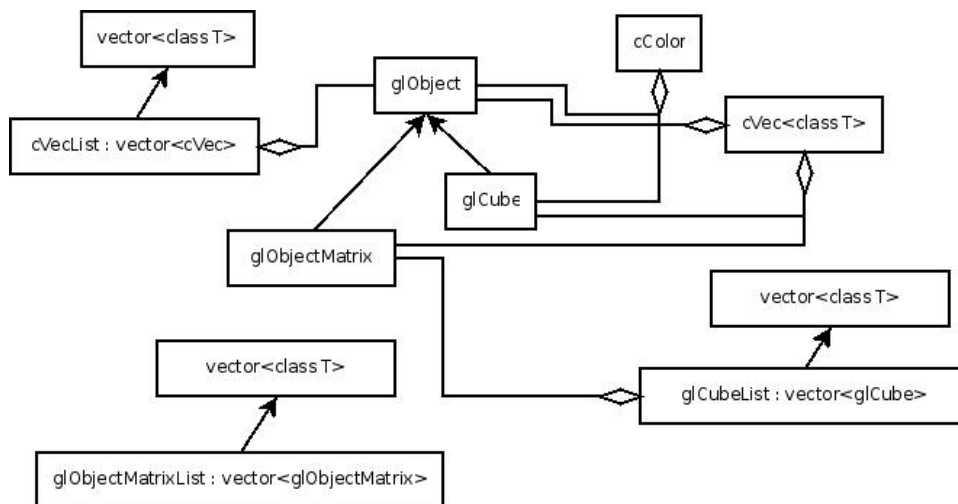 vector<class T>
cColor
glObject
cVec<class T>
cVecList : vector<cVec>
glCube
glObjectMatrix
vector<class T>
vector<class T>
glCubeList : vector<glCube>
glObjectMatrixList : vector<glObjectMatrix>